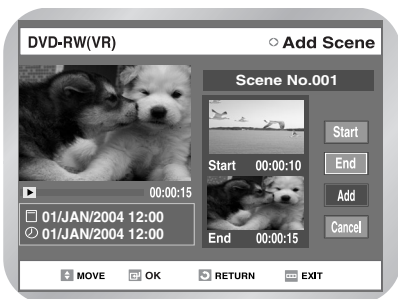 DVD-RW(VR)
Add Scene
Scene No.001
Start 00:00:10
End 00:00:15
Start
End
Add
Cancel
00:00:15
01/JAN/2004 12:00
01/JAN/2004 12:00
MOVE OK RETURN EXIT